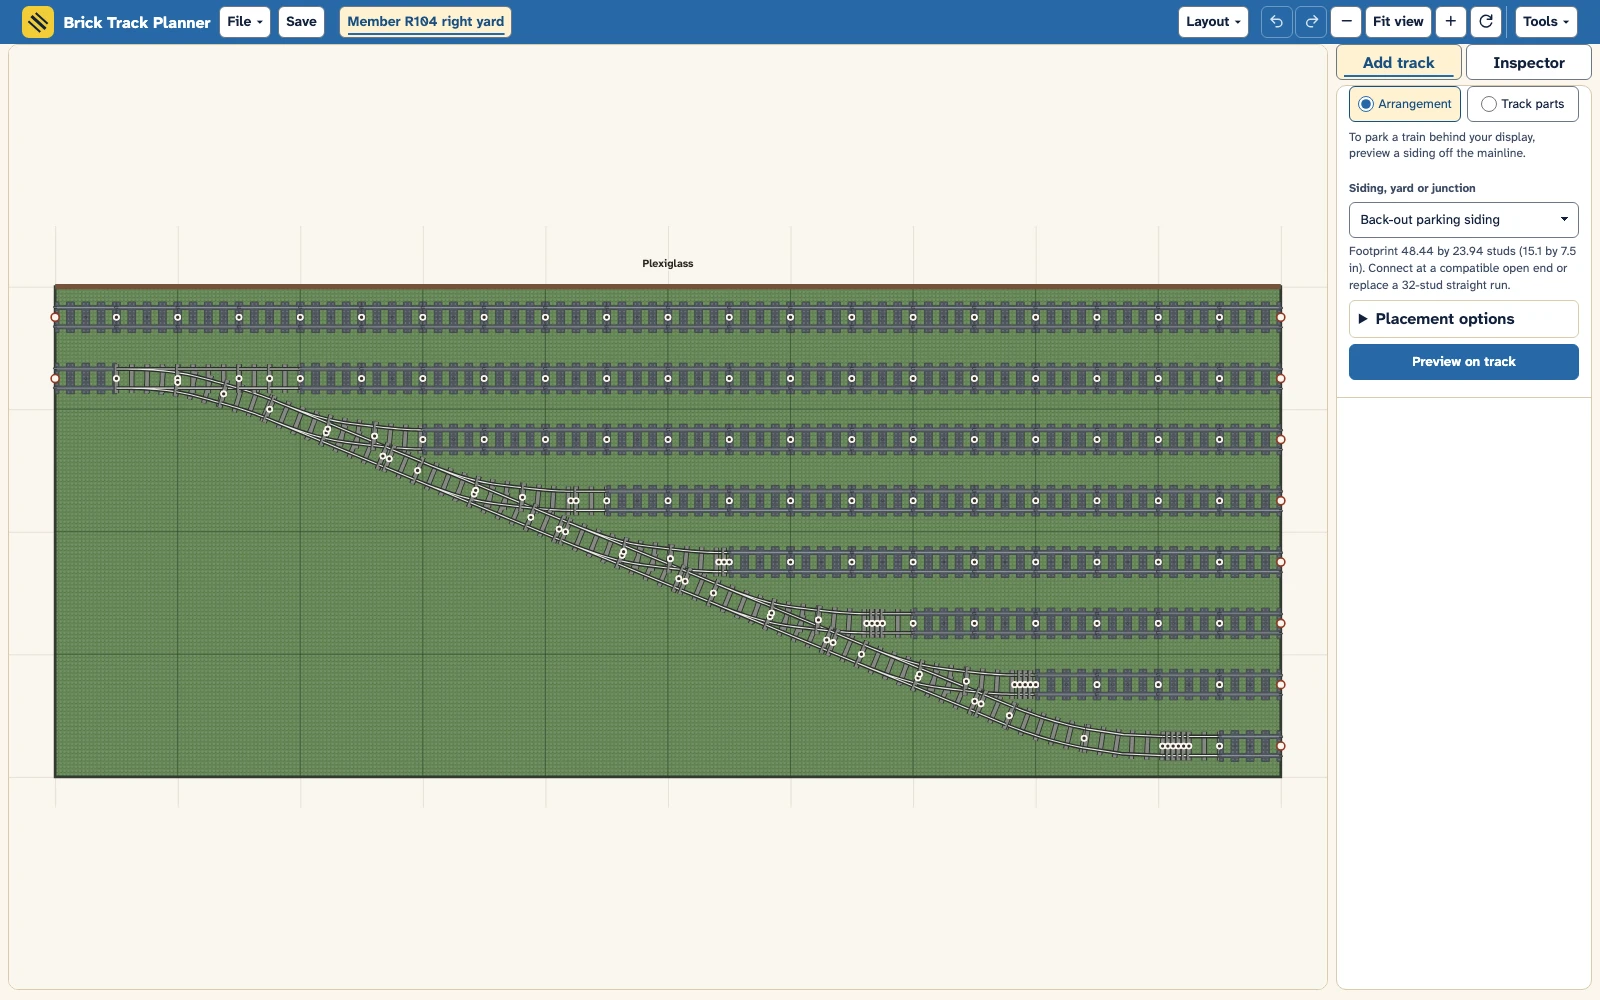 Brick Track Planner
File
Save
Member R104 right yard
Layout
Fit view
Tools
Add track
Inspector
Arrangement
Track parts
To park a train behind your display,
preview a siding off the mainline.
Siding, yard or junction
Back-out parking siding
Footprint 48.44 by 23.94 studs (15.1 by 7.5
in). Connect at a compatible open end or
replace a 32-stud straight run.
Placement options
Preview on track
Plexiglass